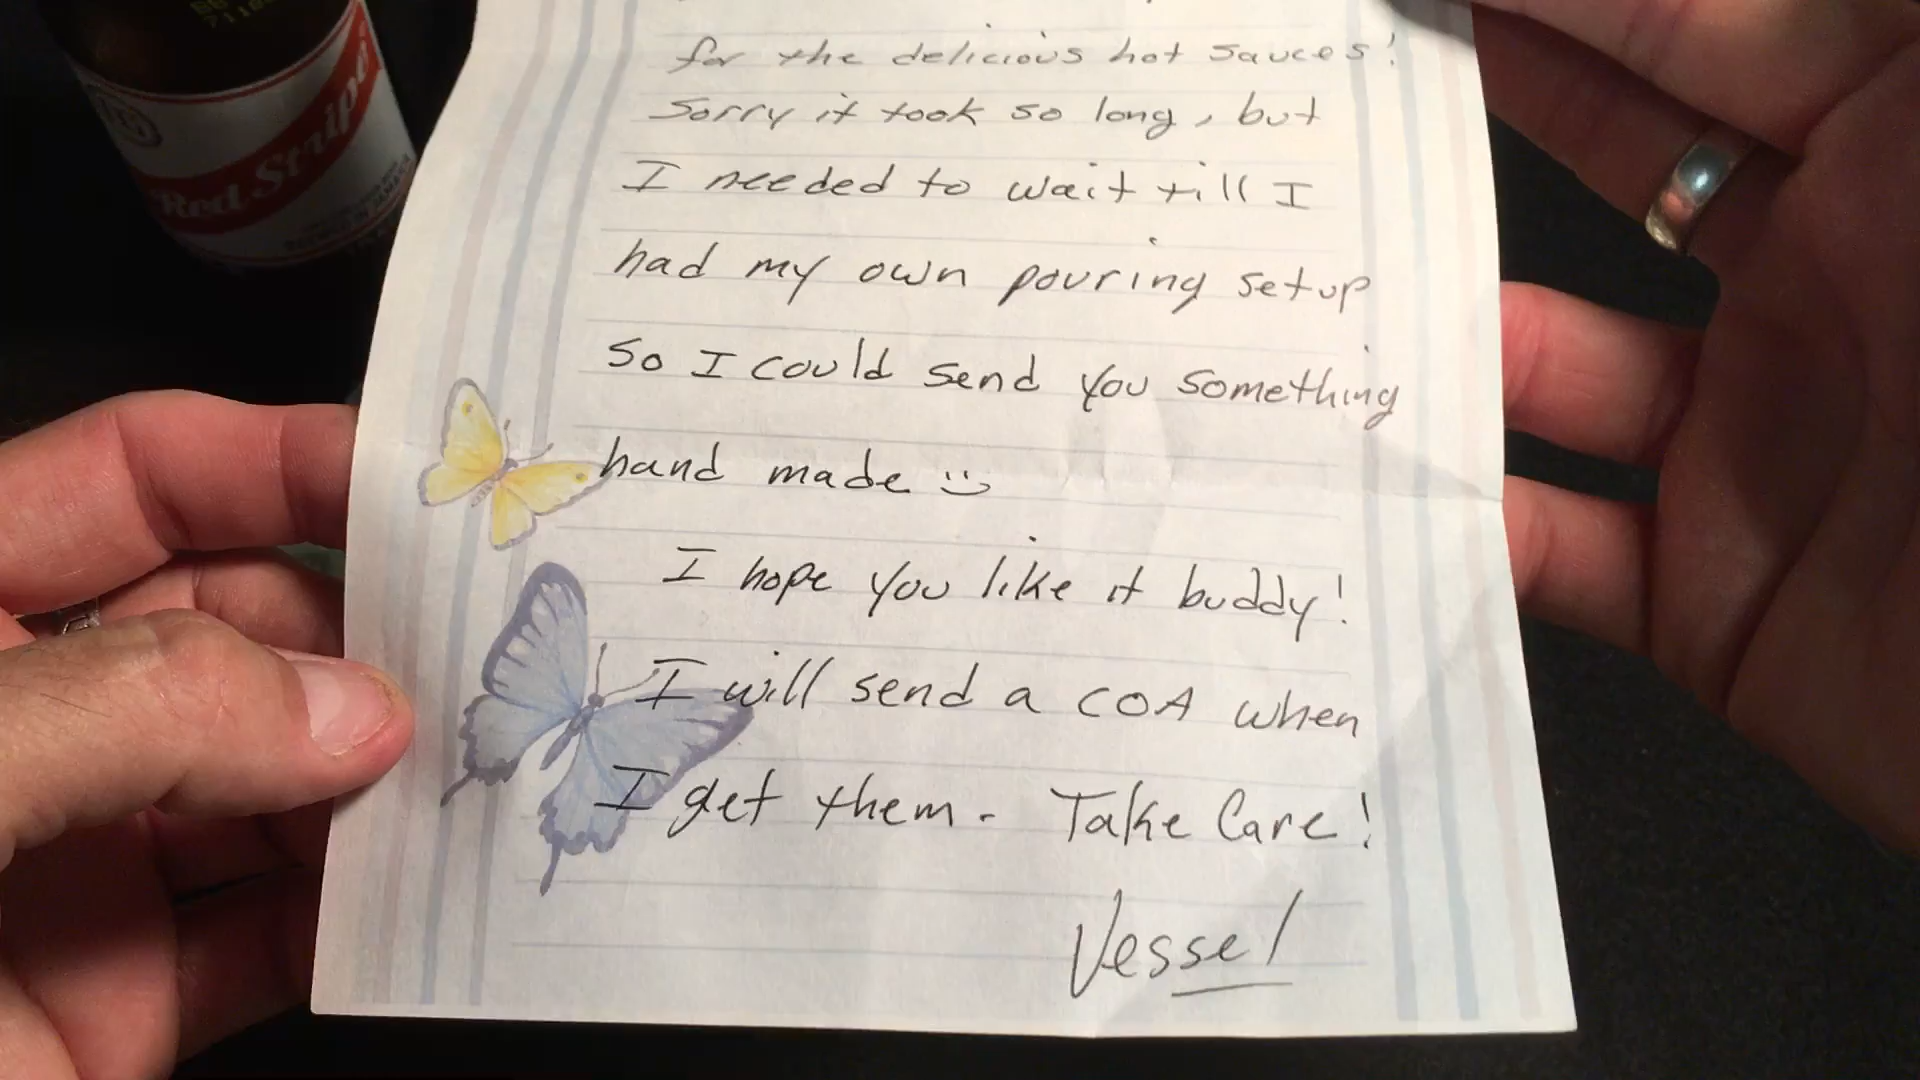 Red Stripe
for the delicious hot sauces!
Sorry it took so long, but
I needed to wait till I
had my own pouring setup
so I could send you something
hand made :)
I hope you like it buddy!
I will send a COA when
I get them. Take Care!
Vessel